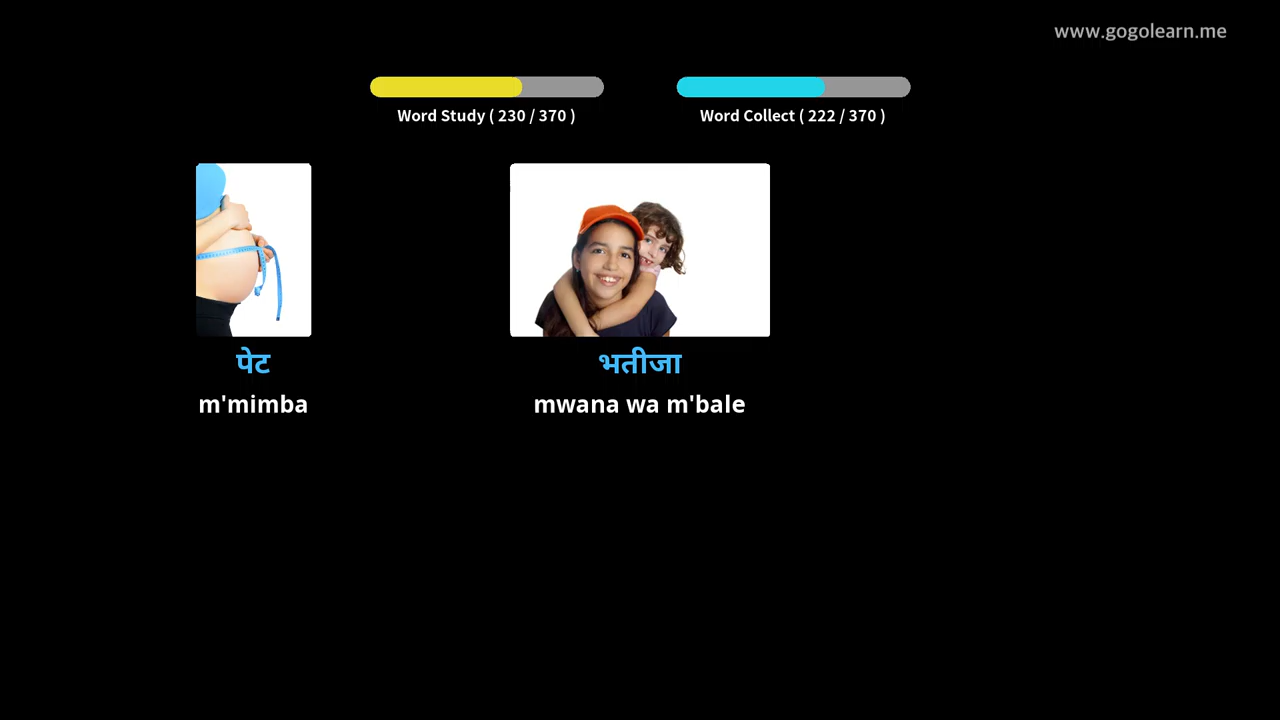 www.gogolearn.me
Word Study ( 230 / 370 )
Word Collect ( 222 / 370 )
पेट
m'mimba
भतीजा
mwana wa m'bale